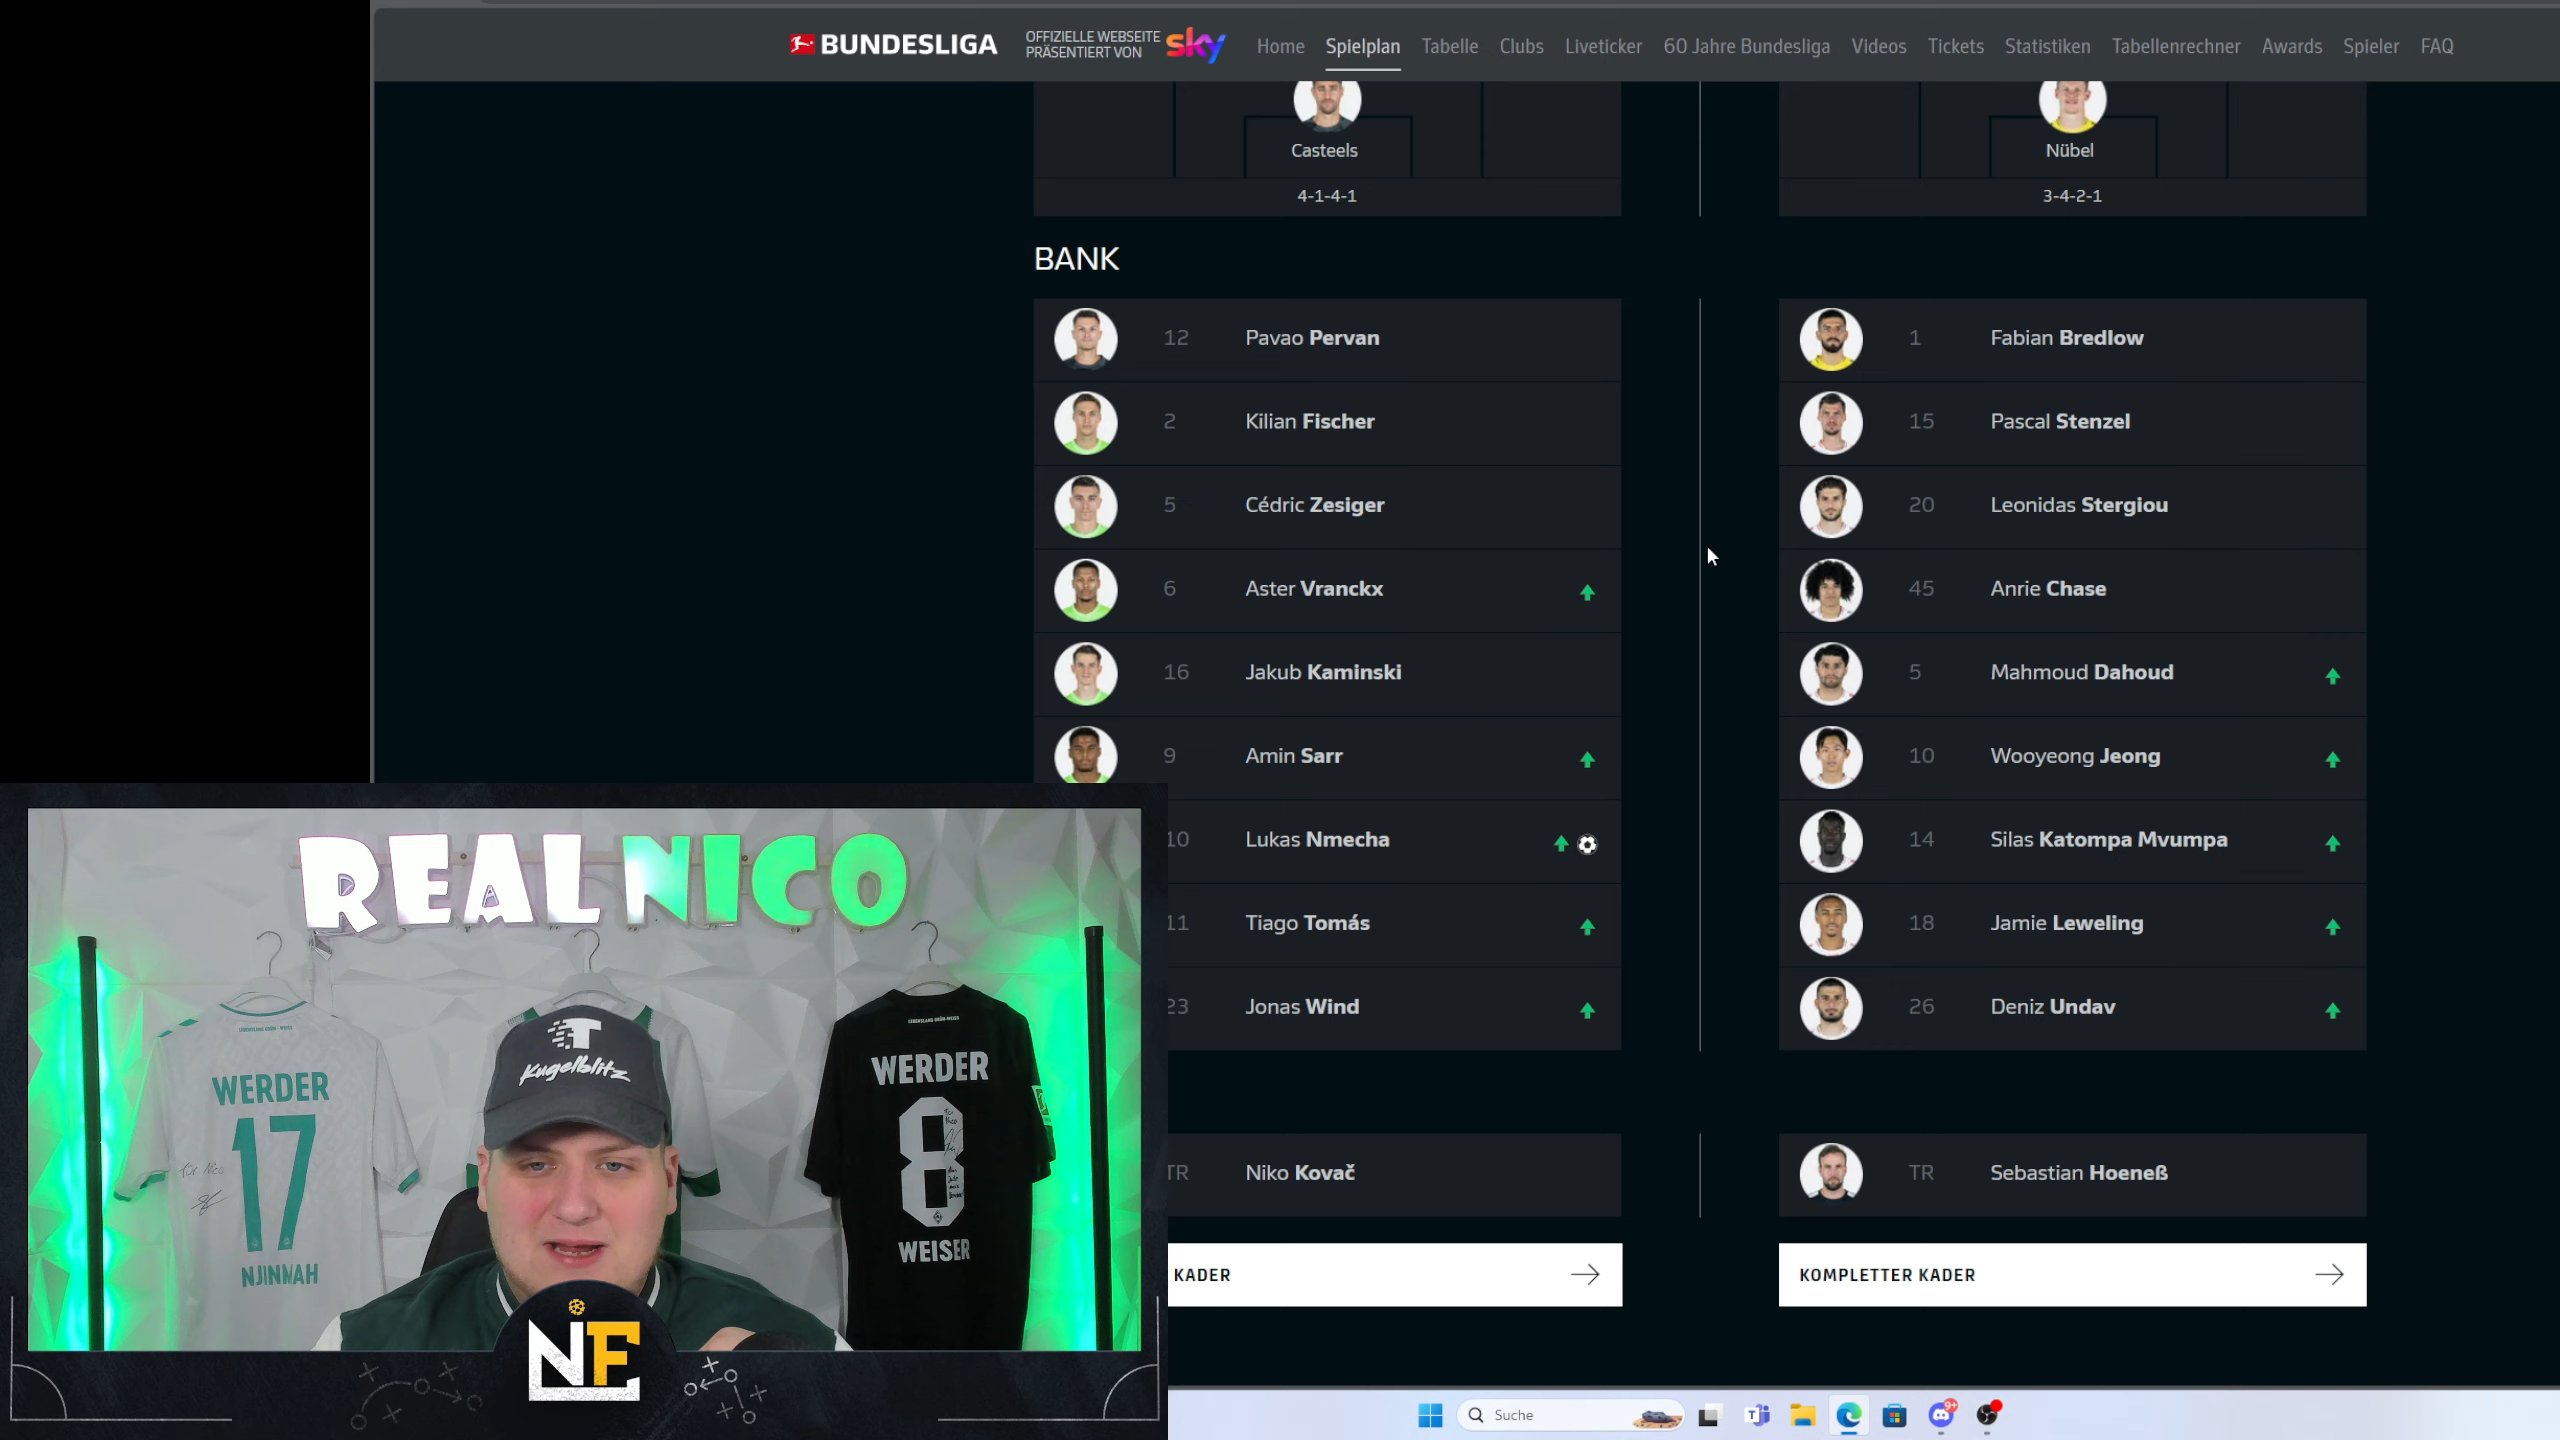 BUNDESLIGA
OFFIZIELLE WEBSEITE
PRÄSENTIERT VON
sky
Home Spielplan Tabelle Clubs Liveticker 60 Jahre Bundesliga Videos Tickets Statistiken Tabellenrechner Awards Spieler FAQ
Casteels
4-1-4-1
Nübel
3-4-2-1
BANK
12 Pavao Pervan
2 Kilian Fischer
5 Cédric Zesiger
6 Aster Vranckx
16 Jakub Kaminski
9 Amin Sarr
10 Lukas Nmecha
11 Tiago Tomás
23 Jonas Wind
TR Niko Kovač
KADER
1 Fabian Bredlow
15 Pascal Stenzel
20 Leonidas Stergiou
45 Anrie Chase
5 Mahmoud Dahoud
10 Wooyeong Jeong
14 Silas Katompa Mvumpa
18 Jamie Leweling
26 Deniz Undav
TR Sebastian Hoeneß
KOMPLETTER KADER
REALNICO
WERDER
17
NJINMAH
Für Nico
T
Kugelblitz
WERDER
8
WEISER
NE
Suche
9+